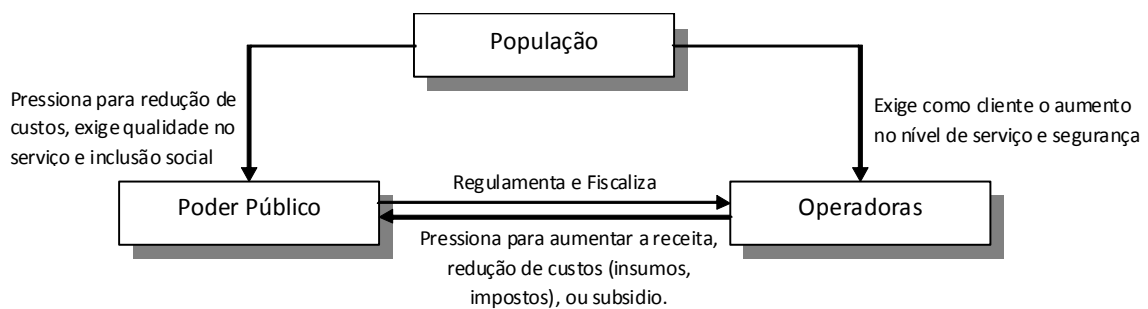 População
Pressiona para redução de
custos, exige qualidade no
serviço e inclusão social
Exige como cliente o aumento
no nível de serviço e segurança
Poder Público
Regulamenta e Fiscaliza
Operadoras
Pressiona para aumentar a receita,
redução de custos (insumos,
impostos), ou subsidio.